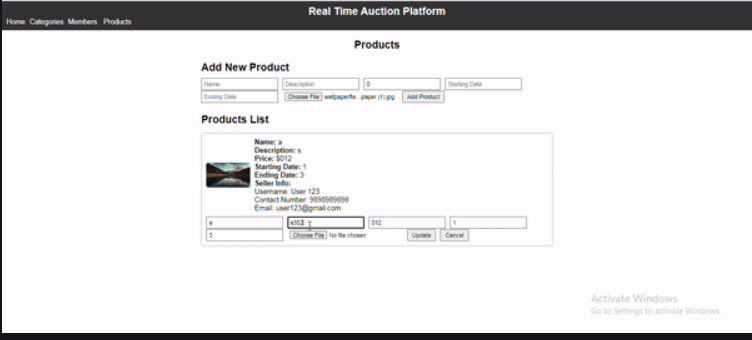 Real Time Auction Platform
Home Categories Members Products
Products
Add New Product
Name Description 0 Starting Date
Ending Date Choose File wallpaperfla...paper (1).jpg Add Product
Products List
Name: a
Description: s
Price: $012
Starting Date: 1
Ending Date: 3
Seller Info:
Username: User 123
Contact Number: 9898989898
Email: user123@gmail.com
a s352 012 1
3 Choose File No file chosen Update Cancel
Activate Windows
Go to Settings to activate Windows.